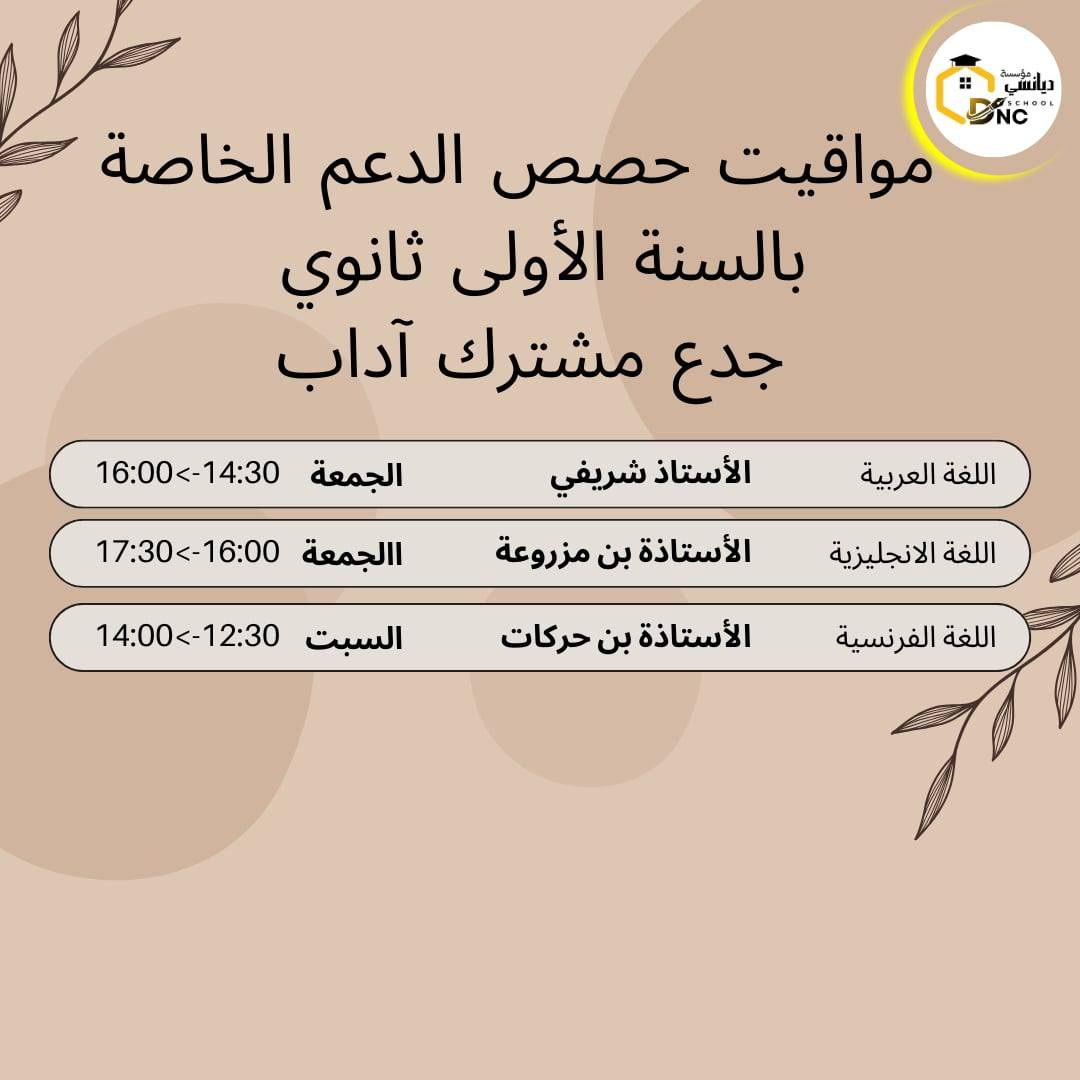 مؤسسة
ديانسي
SCHOOL
DNC
مواقيت حصص الدعم الخاصة
بالسنة الأولى ثانوي
جدع مشترك آداب
اللغة العربية الأستاذ شريفي الجمعة 14:30->16:00
اللغة الانجليزية الأستاذة بن مزروعة االجمعة 16:00->17:30
اللغة الفرنسية الأستاذة بن حركات السبت 12:30->14:00